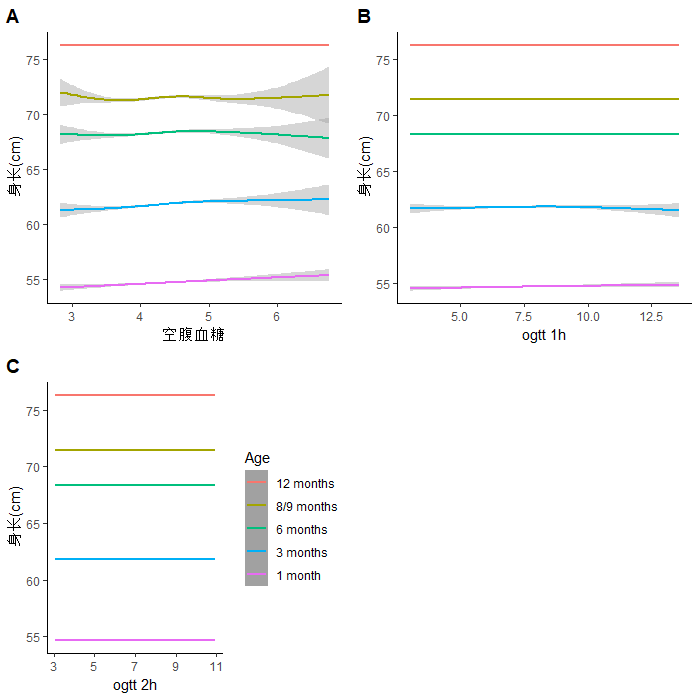 A
身长(cm)
75
70
65
60
55
3
4
5
6
空腹血糖
B
身长(cm)
75
70
65
60
55
5.0
7.5
10.0
12.5
ogtt 1h
C
身长(cm)
75
70
65
60
55
3
5
7
9
11
ogtt 2h
Age
12 months
8/9 months
6 months
3 months
1 month